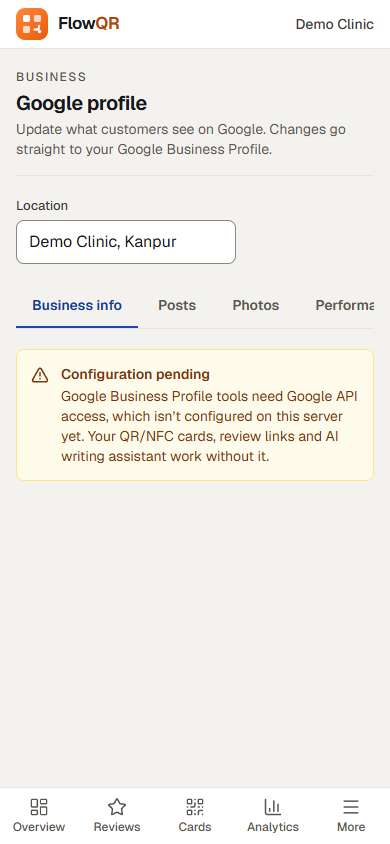 FlowQR
Demo Clinic
BUSINESS
Google profile
Update what customers see on Google. Changes go
straight to your Google Business Profile.
Location
Demo Clinic, Kanpur
Business info
Posts
Photos
Performa
Configuration pending
Google Business Profile tools need Google API
access, which isn’t configured on this server
yet. Your QR/NFC cards, review links and AI
writing assistant work without it.
Overview
Reviews
Cards
Analytics
More